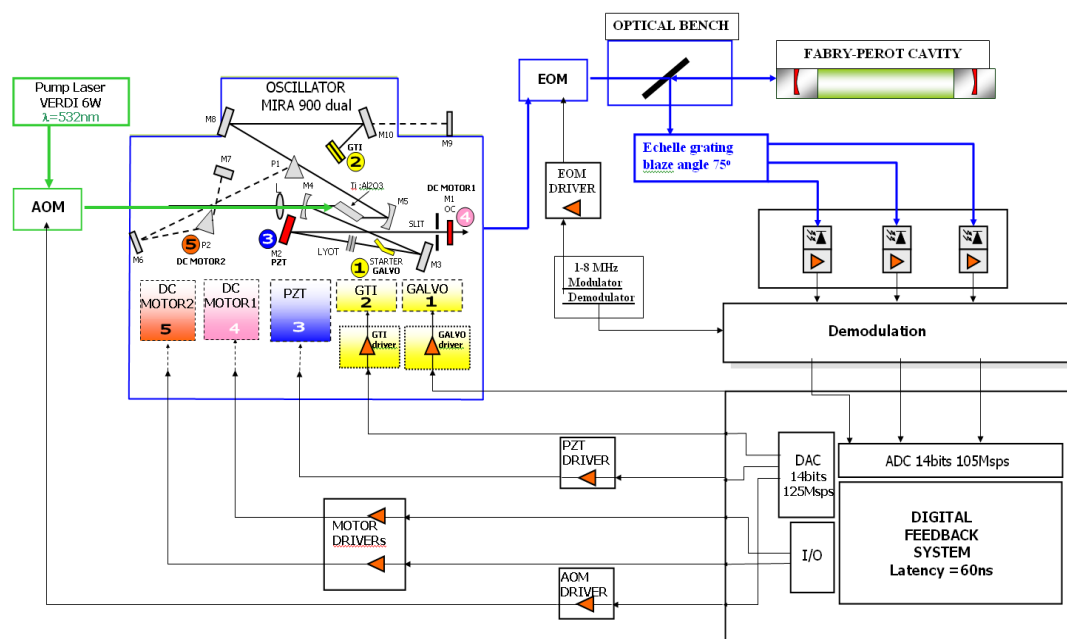 OPTICAL BENCH
FABRY-PEROT CAVITY
Pump Laser
VERDI 6W
λ=532nm
OSCILLATOR
MIRA 900 dual
EOM
M8
M10
M9
GTI
2
M7
P1
Echelle grating
blaze angle 75º
AOM
L
M4
Ti ;Al2O3
M5
DC MOTOR1
M1
OC
4
SLIT
EOM
DRIVER
M6
5
P2
DC MOTOR2
3
M2
PZT
LYOT
1
STARTER
GALVO
M3
1-8 MHz
Modulator
Demodulator
DC
MOTOR2
5
DC
MOTOR1
4
PZT
3
GTI
2
GALVO
1
GTI
driver
GALVO
driver
Demodulation
PZT
DRIVER
DAC
14bits
125Msps
ADC 14bits 105Msps
MOTOR
DRIVERs
I/O
DIGITAL
FEEDBACK
SYSTEM
Latency =60ns
AOM
DRIVER